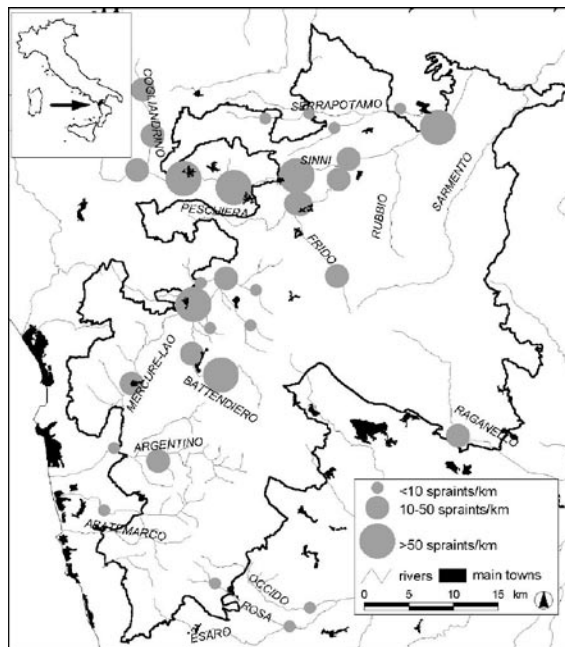 COGLIANDRINO
SERRAPOTAMO
SINNI
SARMENTO
PESCHIERA
RUBBIO
FRIDO
MERCURE-LAO
BATTENDIERO
RAGANELLO
ARGENTINO
ABATEMARCO
OCCIDO
ROSA
ESARO
<10 spraints/km
10-50 spraints/km
>50 spraints/km
rivers main towns
0 5 10 15 km